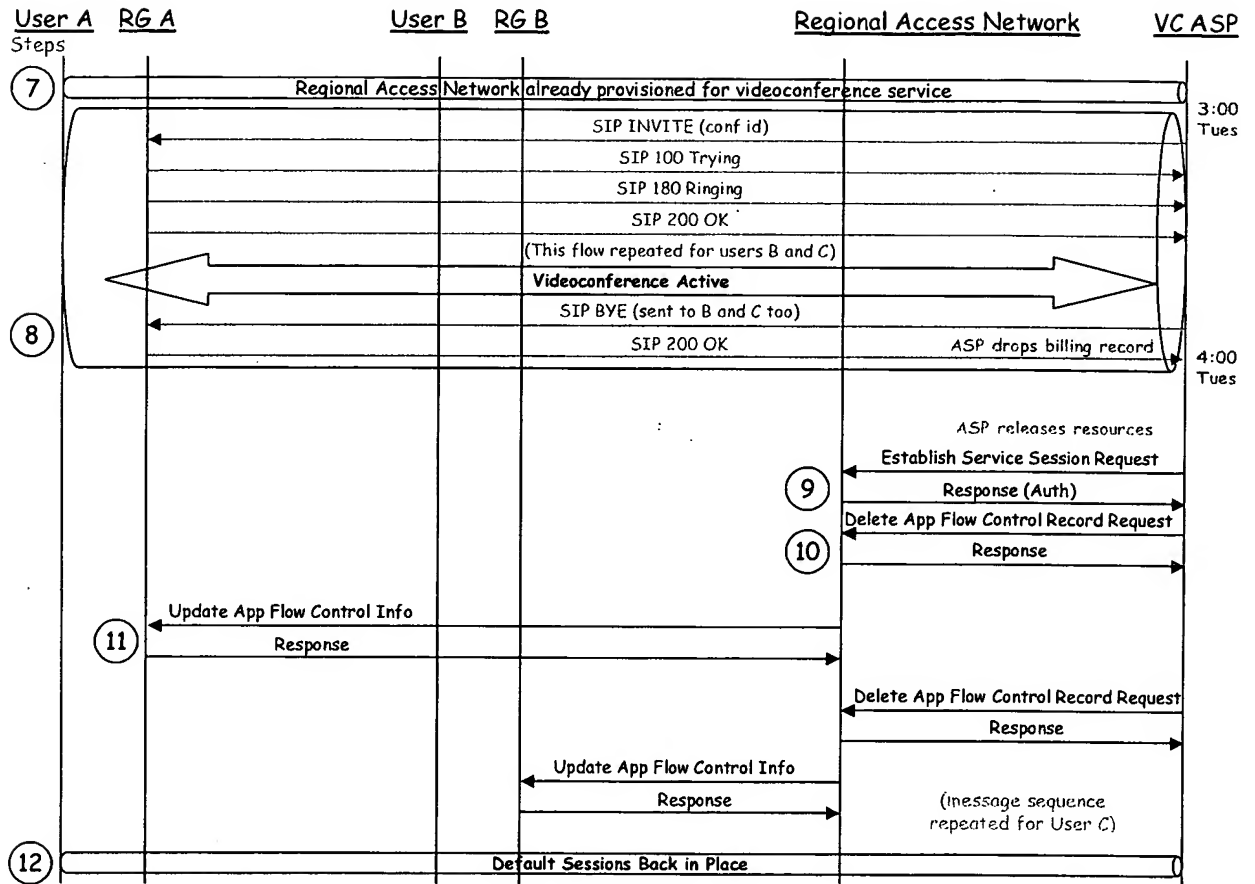 User A RG A User B RG B Regional Access Network VC ASP
Steps
7
Regional Access Network already provisioned for videoconference service
3:00
Tues
SIP INVITE (conf id)
SIP 100 Trying
SIP 180 Ringing
SIP 200 OK
(This flow repeated for users B and C)
Videoconference Active
SIP BYE (sent to B and C too)
8
SIP 200 OK
ASP drops billing record
4:00
Tues
ASP releases resources
Establish Service Session Request
9
Response (Auth)
Delete App Flow Control Record Request
10
Response
Update App Flow Control Info
11
Response
Delete App Flow Control Record Request
Response
Update App Flow Control Info
Response
(message sequence
repeated for User C)
12
Default Sessions Back in Place